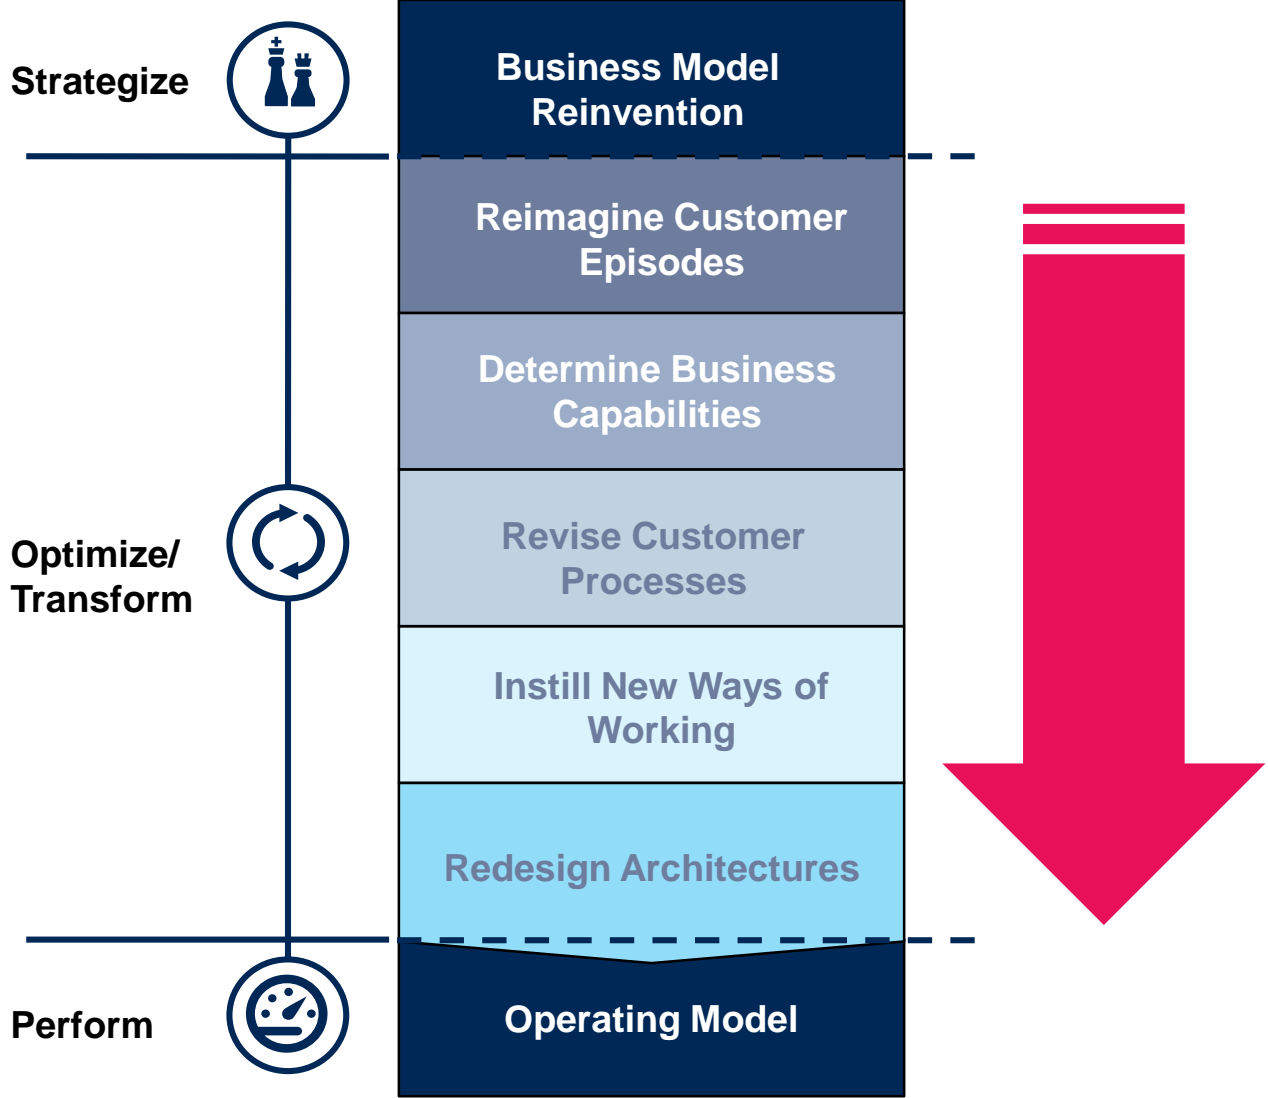 Strategize
Business Model
Reinvention
Reimagine Customer
Episodes
Determine Business
Capabilities
Optimize/
Transform
Revise Customer
Processes
Instill New Ways of
Working
Redesign Architectures
Perform
Operating Model